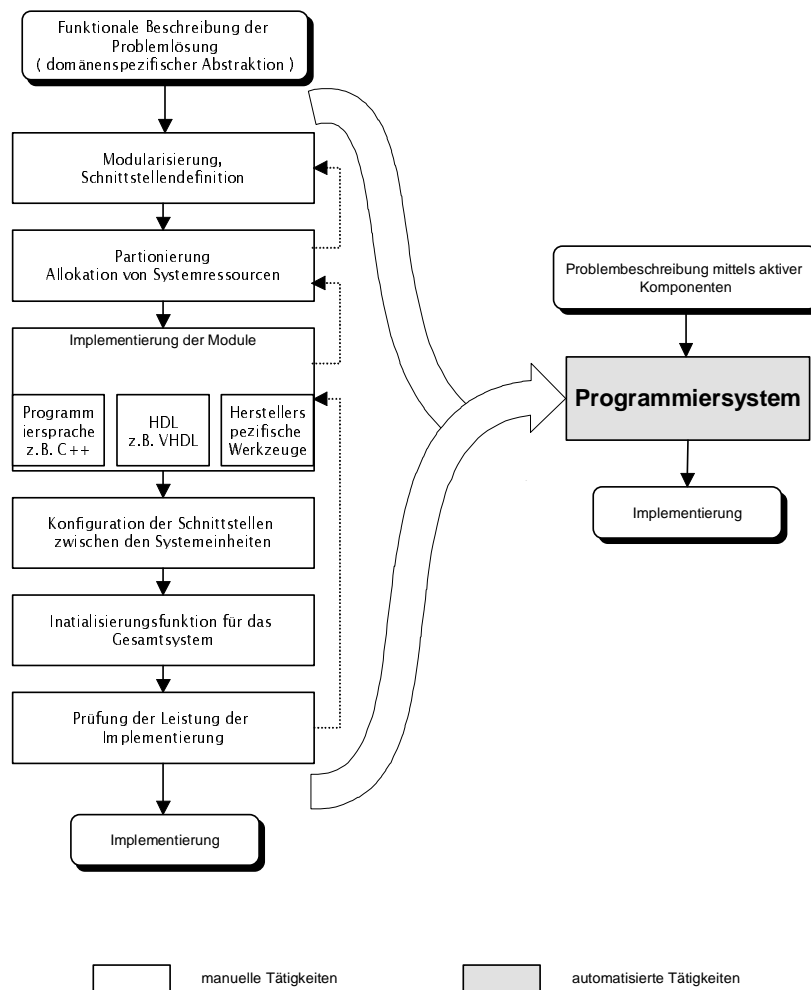 Funktionale Beschreibung der
Problemlösung
( domänenspezifischer Abstraktion )
Modularisierung,
Schnittstellendefinition
Partionierung
Allokation von Systemressourcen
Implementierung der Module
Programm
iersprache
z.B. C++
HDL
z.B. VHDL
Herstellers
pezifische
Werkzeuge
Konfiguration der Schnittstellen
zwischen den Systemeinheiten
Inatialisierungsfunktion für das
Gesamtsystem
Prüfung der Leistung der
Implementierung
Implementierung
Problembeschreibung mittels aktiver
Komponenten
Programmiersystem
Implementierung
manuelle Tätigkeiten
automatisierte Tätigkeiten